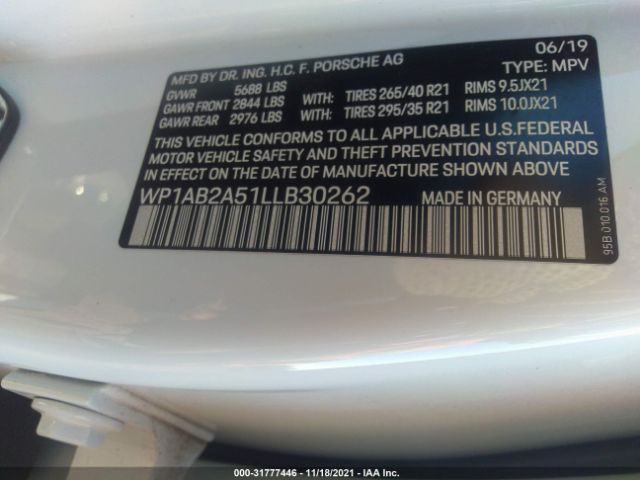 06/19
MFD BY DR. ING. H.C. F. PORSCHE AG TYPE: MPV
GVWR 5688 LBS
GAWR FRONT 2844 LBS WITH: TIRES 265/40 R21 RIMS 9.5JX21
GAWR REAR 2976 LBS WITH: TIRES 295/35 R21 RIMS 10.0JX21
THIS VEHICLE CONFORMS TO ALL APPLICABLE U.S.FEDERAL
MOTOR VEHICLE SAFETY AND THEFT PREVENTION STANDARDS
IN EFFECT ON THE DATE OF MANUFACTURE SHOWN ABOVE
WP1AB2A51LLB30262 MADE IN GERMANY
95B.010.016.AM
000-31777446 - 11/18/2021 - IAA Inc.